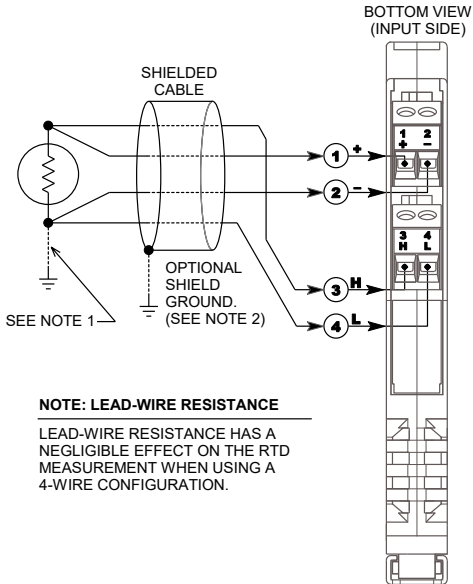 BOTTOM VIEW
(INPUT SIDE)
SHIELDED
CABLE
1 2
+ –
1 +
2 –
3 4
H L
OPTIONAL
SHIELD
GROUND.
(SEE NOTE 2)
3 H
SEE NOTE 1
4 L
NOTE: LEAD-WIRE RESISTANCE
LEAD-WIRE RESISTANCE HAS A
NEGLIGIBLE EFFECT ON THE RTD
MEASUREMENT WHEN USING A
4-WIRE CONFIGURATION.